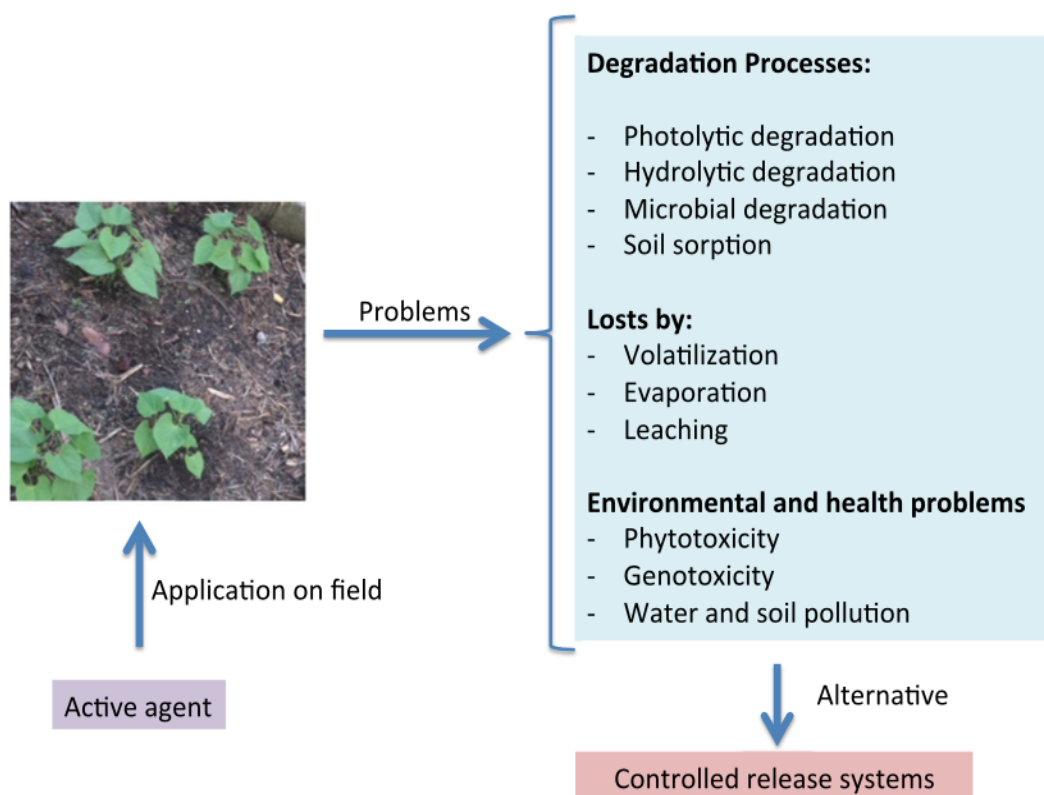 Degradation Processes:
- Photolytic degradation
- Hydrolytic degradation
- Microbial degradation
- Soil sorption
Losts by:
- Volatilization
- Evaporation
- Leaching
Environmental and health problems
- Phytotoxicity
- Genotoxicity
- Water and soil pollution
Problems
Application on field
Active agent
Alternative
Controlled release systems